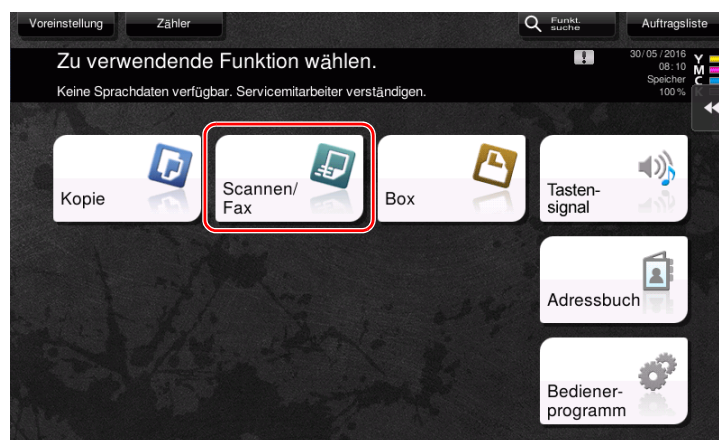 Voreinstellung
Zähler
Funkt.
suche
Auftragsliste
Zu verwendende Funktion wählen.
Keine Sprachdaten verfügbar. Servicemitarbeiter verständigen.
30/05/2016
08:10
Speicher
100 %
Y
M
C
K
Kopie
Scannen/
Fax
Box
Tasten-
signal
Adressbuch
Bediener-
programm